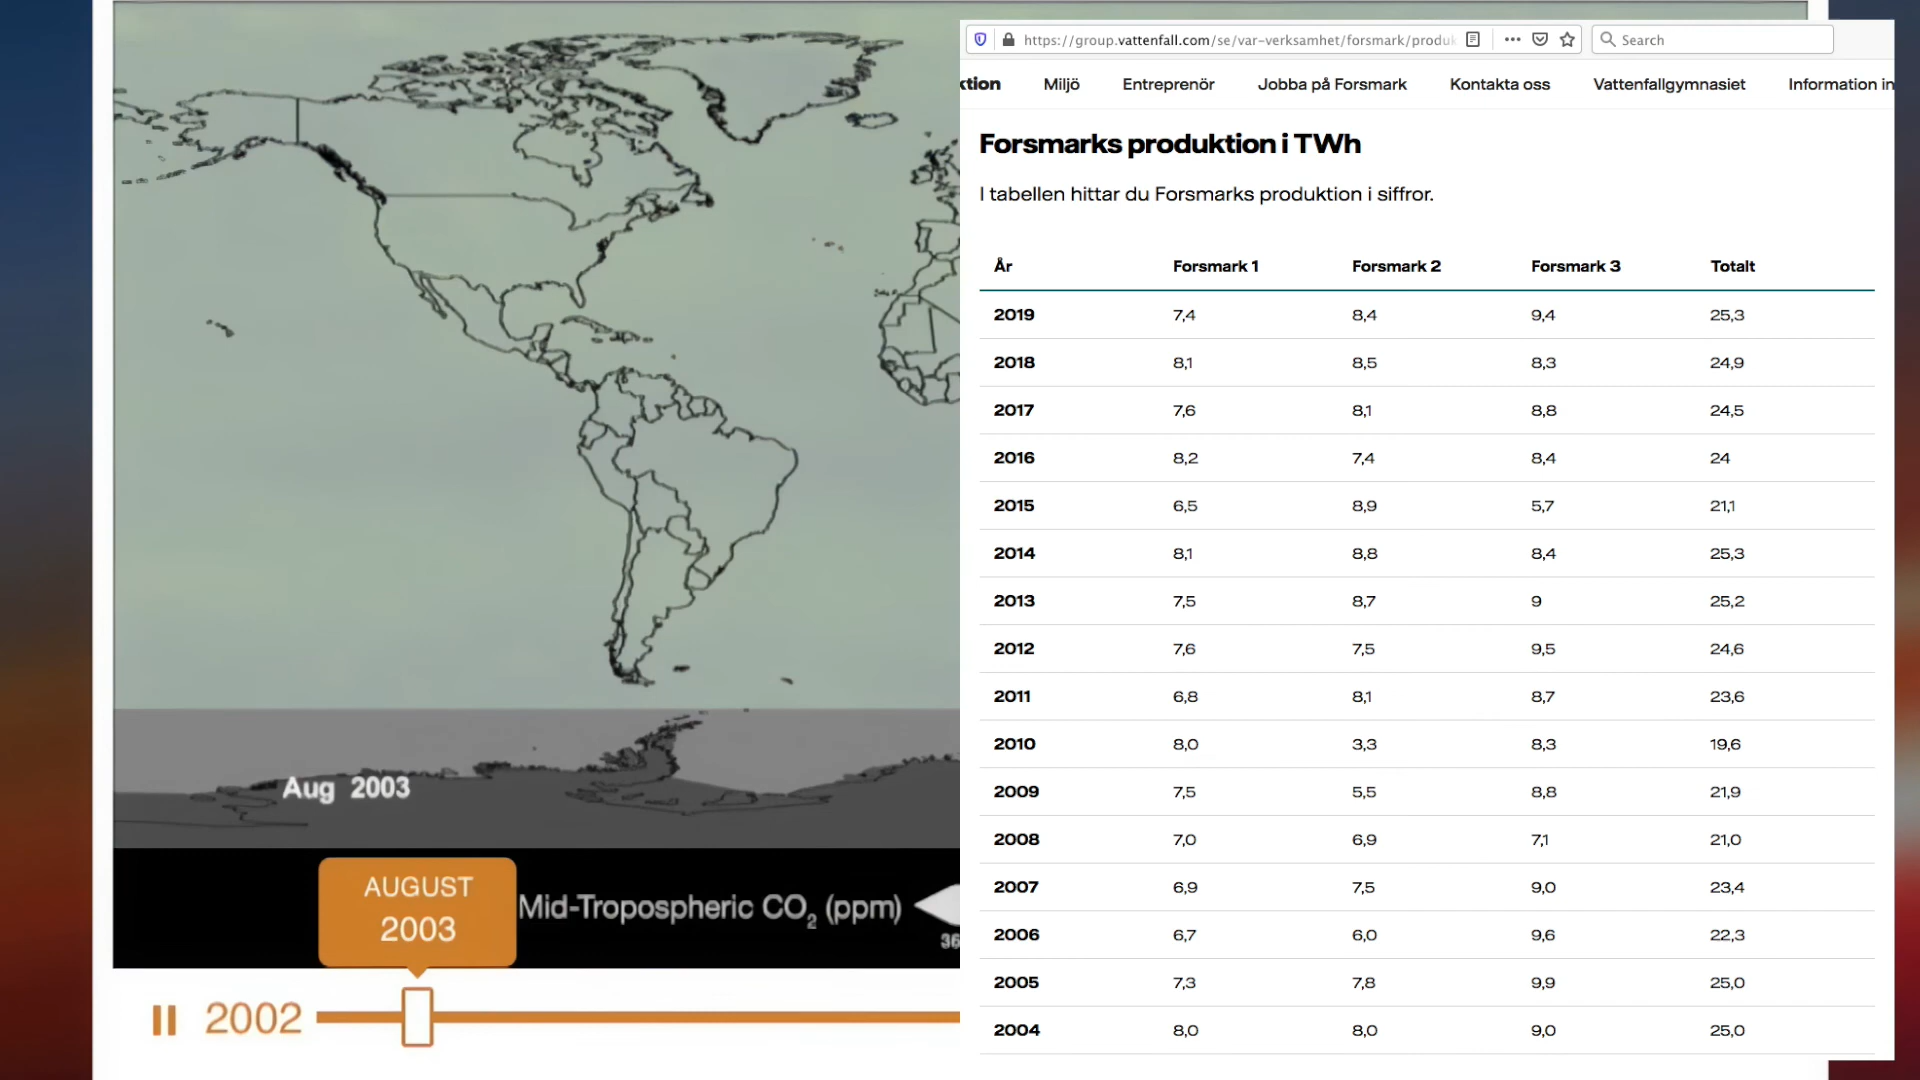 https://group.vattenfall.com/se/var-verksamhet/forsmark/produk
Search
ktion Miljö Entreprenör Jobba på Forsmark Kontakta oss Vattenfallgymnasiet Information in
Forsmarks produktion i TWh
I tabellen hittar du Forsmarks produktion i siffror.
År Forsmark 1 Forsmark 2 Forsmark 3 Totalt
2019 7,4 8,4 9,4 25,3
2018 8,1 8,5 8,3 24,9
2017 7,6 8,1 8,8 24,5
2016 8,2 7,4 8,4 24
2015 6,5 8,9 5,7 21,1
2014 8,1 8,8 8,4 25,3
2013 7,5 8,7 9 25,2
2012 7,6 7,5 9,5 24,6
2011 6,8 8,1 8,7 23,6
2010 8,0 3,3 8,3 19,6
2009 7,5 5,5 8,8 21,9
2008 7,0 6,9 7,1 21,0
2007 6,9 7,5 9,0 23,4
2006 6,7 6,0 9,6 22,3
2005 7,3 7,8 9,9 25,0
2004 8,0 8,0 9,0 25,0
Aug 2003
AUGUST
2003
Mid-Tropospheric CO₂ (ppm)
36
2002